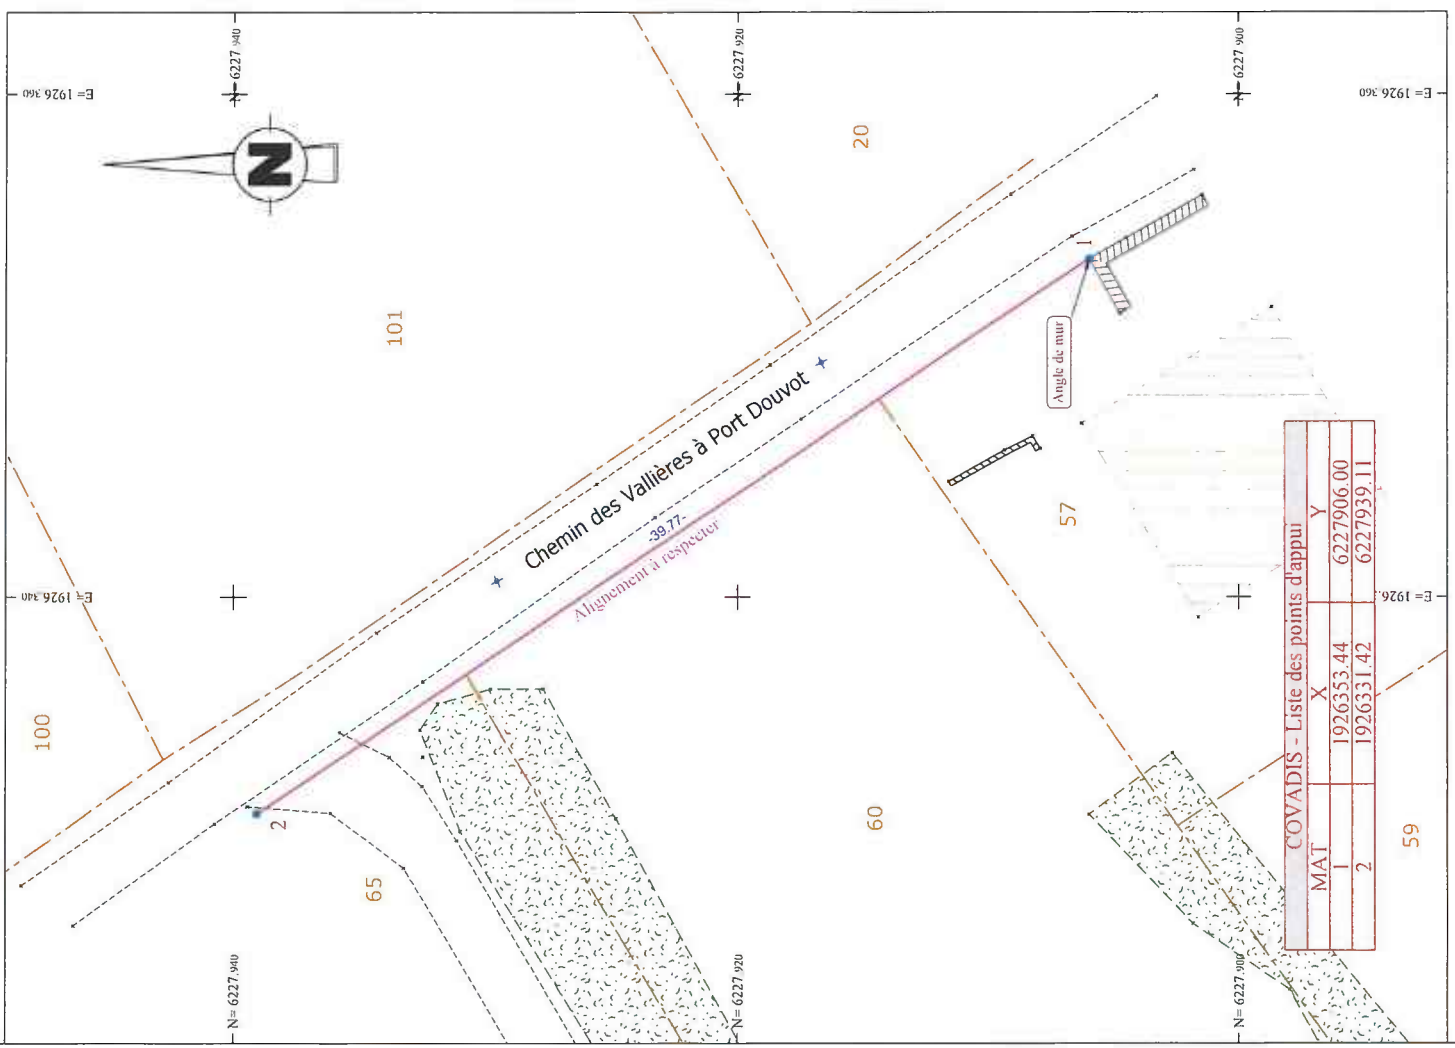 E= 1926.360
N= 6227.940
N= 6227.920
N= 6227.900
E= 1926.360
N
20
101
1
Angle de mur
Chemin des Vallières à Port Douvot
-39.77-
Alignement à respecter
57
E= 1926.340
E= 1926.
100
2
65
60
59
COVADIS - Liste des points d'appui
MAT X Y
1 1926353.44 6227906.00
2 1926331.42 6227939.11
N= 6227.940
N= 6227.920
N= 6227.900